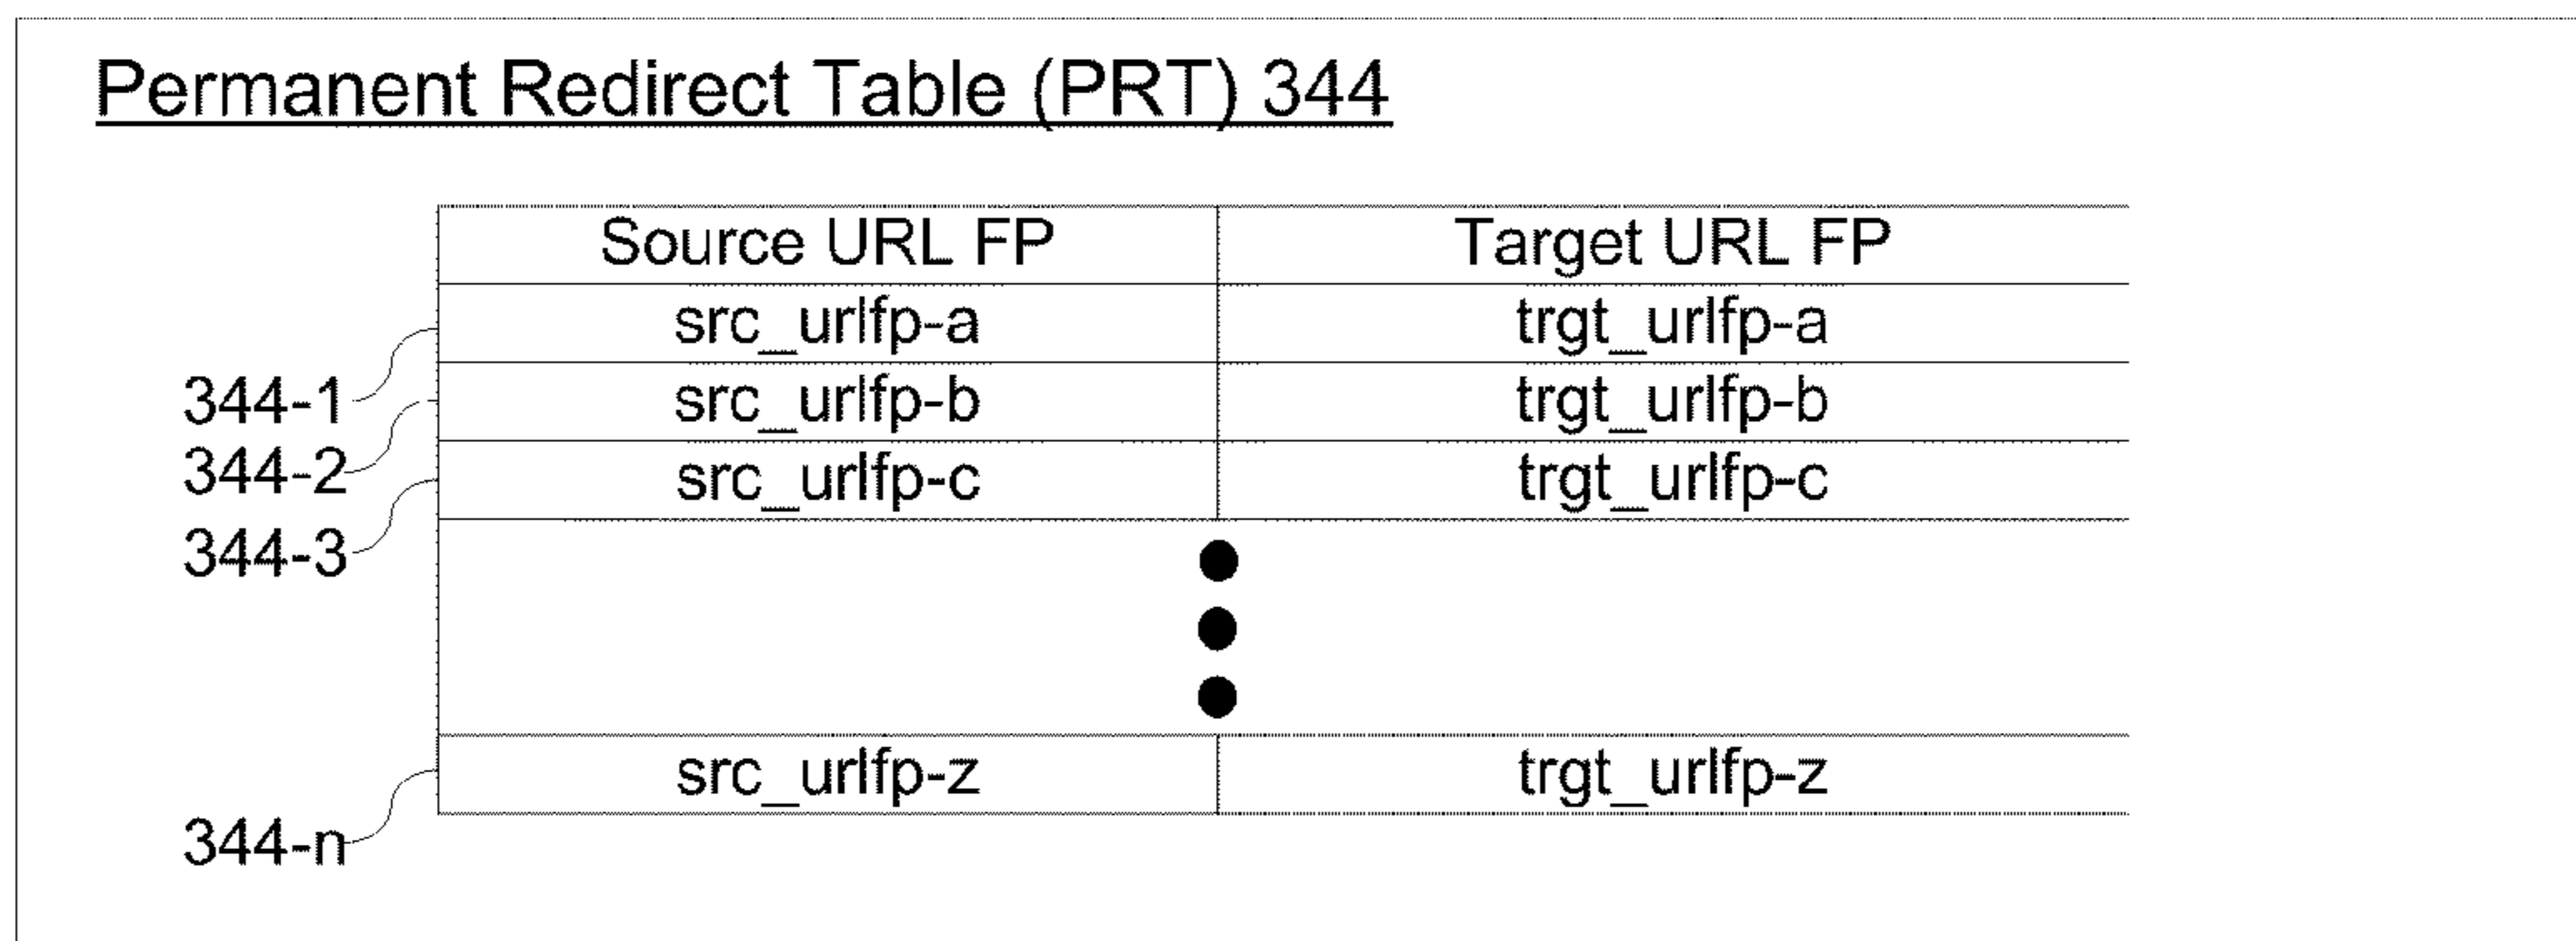 Permanent Redirect Table (PRT) 344
Source URL FP Target URL FP
src_urlfp-a trgt_urlfp-a
344-1 src_urlfp-b trgt_urlfp-b
344-2 src_urlfp-c trgt_urlfp-c
344-3
src_urlfp-z trgt_urlfp-z
344-n